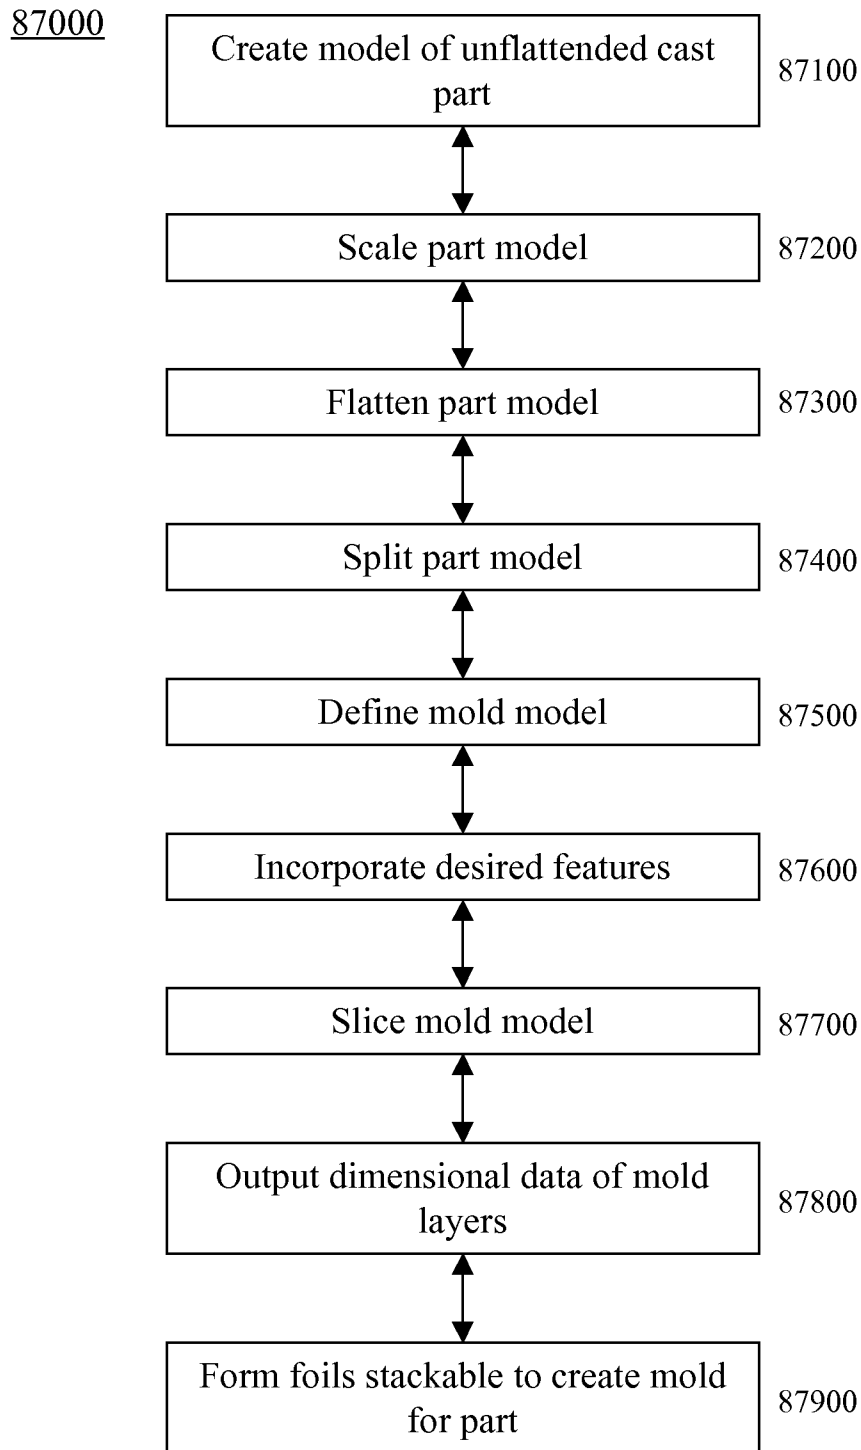 87000
Create model of unflattended cast
part
87100
Scale part model
87200
Flatten part model
87300
Split part model
87400
Define mold model
87500
Incorporate desired features
87600
Slice mold model
87700
Output dimensional data of mold
layers
87800
Form foils stackable to create mold
for part
87900